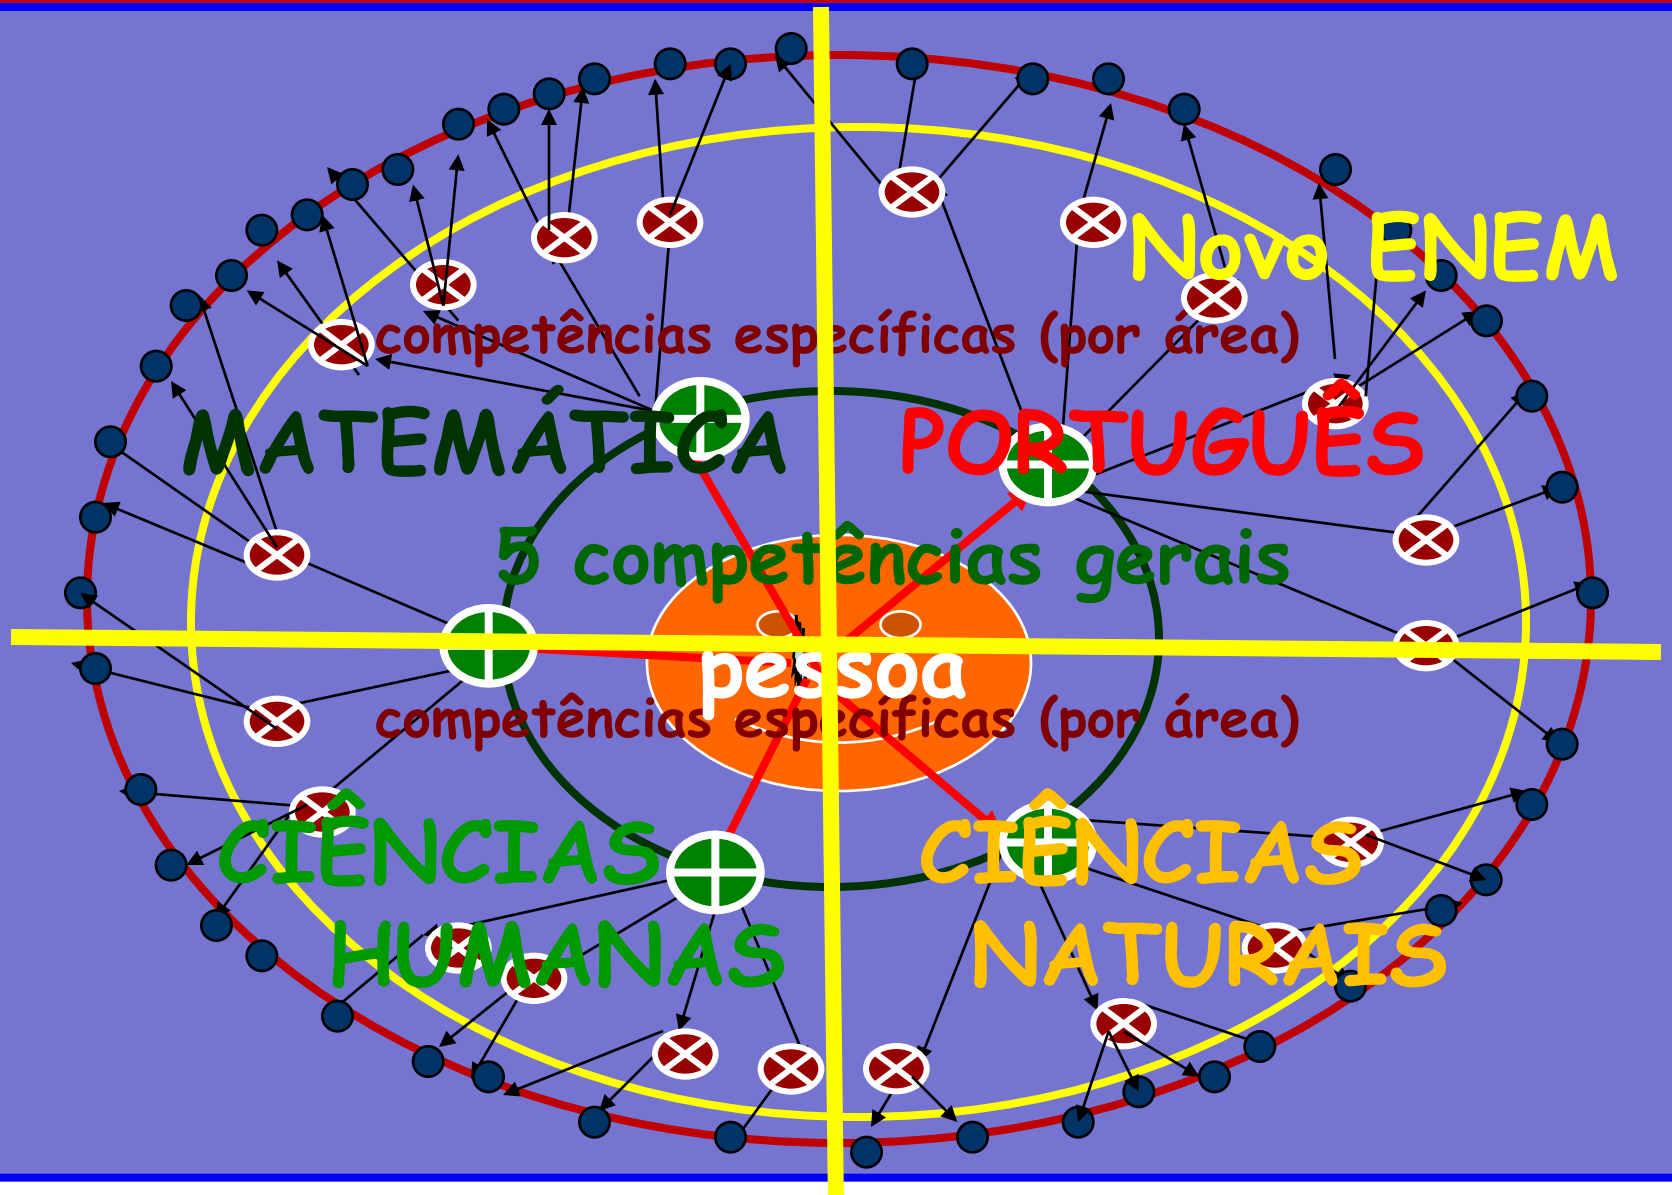 Novo ENEM
competências específicas (por área)
MATEMÁTICA
PORTUGUÊS
5 competências gerais
pessoa
competências específicas (por área)
CIÊNCIAS
HUMANAS
CIÊNCIAS
NATURAIS